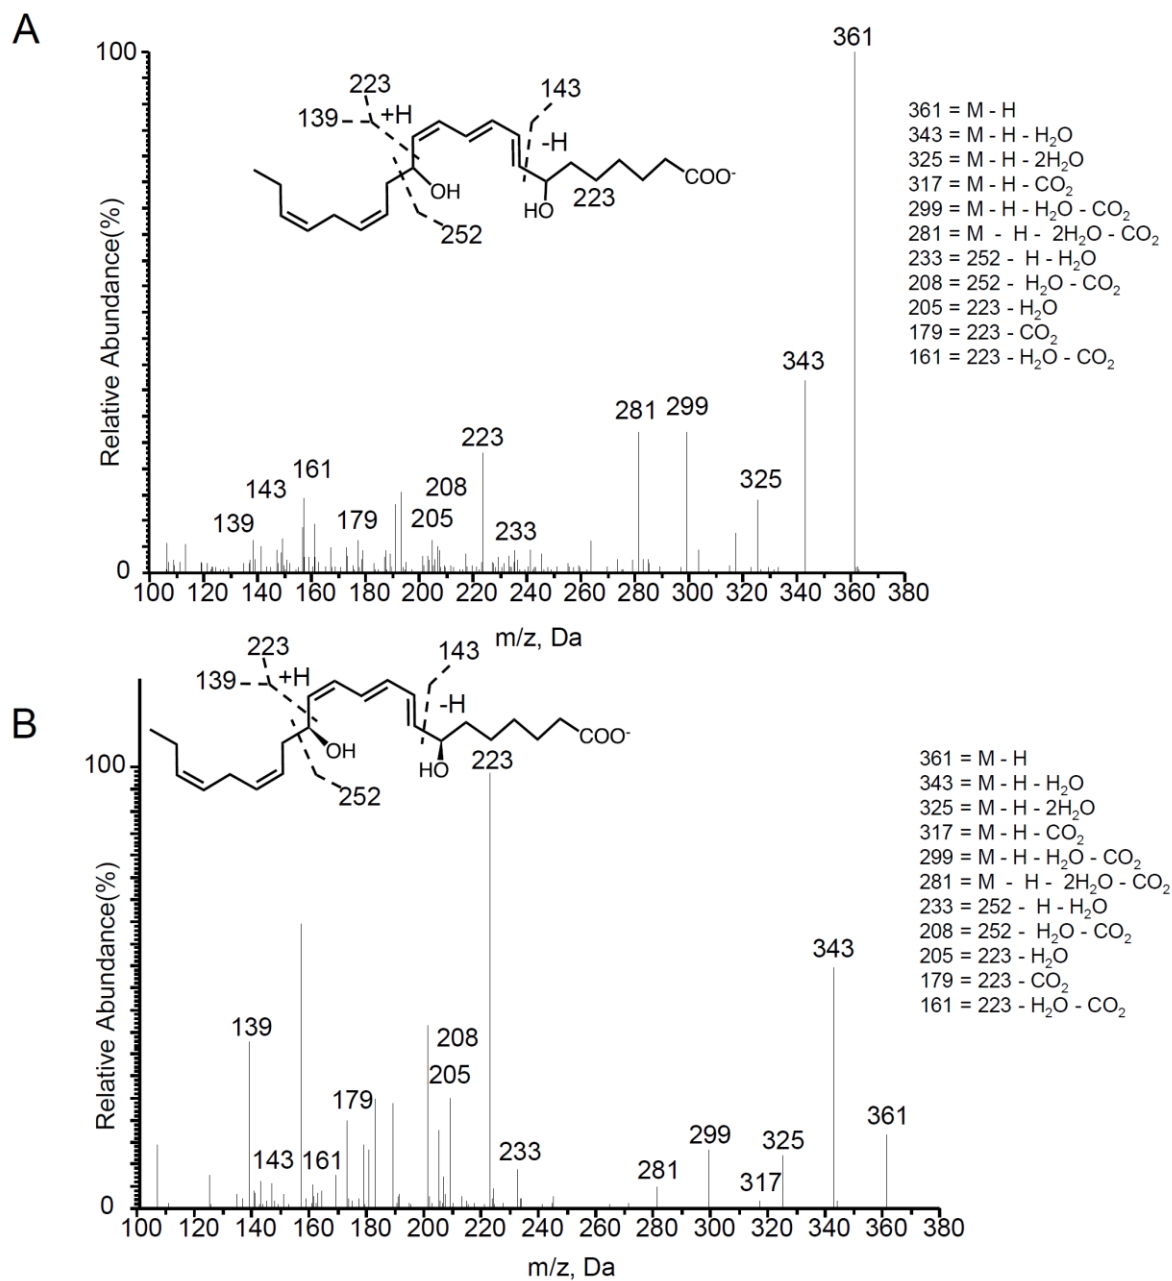 A
100
Relative Abundance(%)
0
223
139
+H
143
-H
OH
HO
223
COO⁻
252
361
343
325
299
281
233
223
208
205
179
161
143
139
361 = M - H
343 = M - H - H₂O
325 = M - H - 2H₂O
317 = M - H - CO₂
299 = M - H - H₂O - CO₂
281 = M - H - 2H₂O - CO₂
233 = 252 - H - H₂O
208 = 252 - H₂O - CO₂
205 = 223 - H₂O
179 = 223 - CO₂
161 = 223 - H₂O - CO₂
100 120 140 160 180 200 220 240 260 280 300 320 340 360 380
m/z, Da
B
100
Relative Abundance(%)
0
223
139
+H
143
-H
OH
HO
COO⁻
252
223
343
361
325
317
299
281
233
208
205
179
161
143
139
361 = M - H
343 = M - H - H₂O
325 = M - H - 2H₂O
317 = M - H - CO₂
299 = M - H - H₂O - CO₂
281 = M - H - 2H₂O - CO₂
233 = 252 - H - H₂O
208 = 252 - H₂O - CO₂
205 = 223 - H₂O
179 = 223 - CO₂
161 = 223 - H₂O - CO₂
100 120 140 160 180 200 220 240 260 280 300 320 340 360 380
m/z, Da